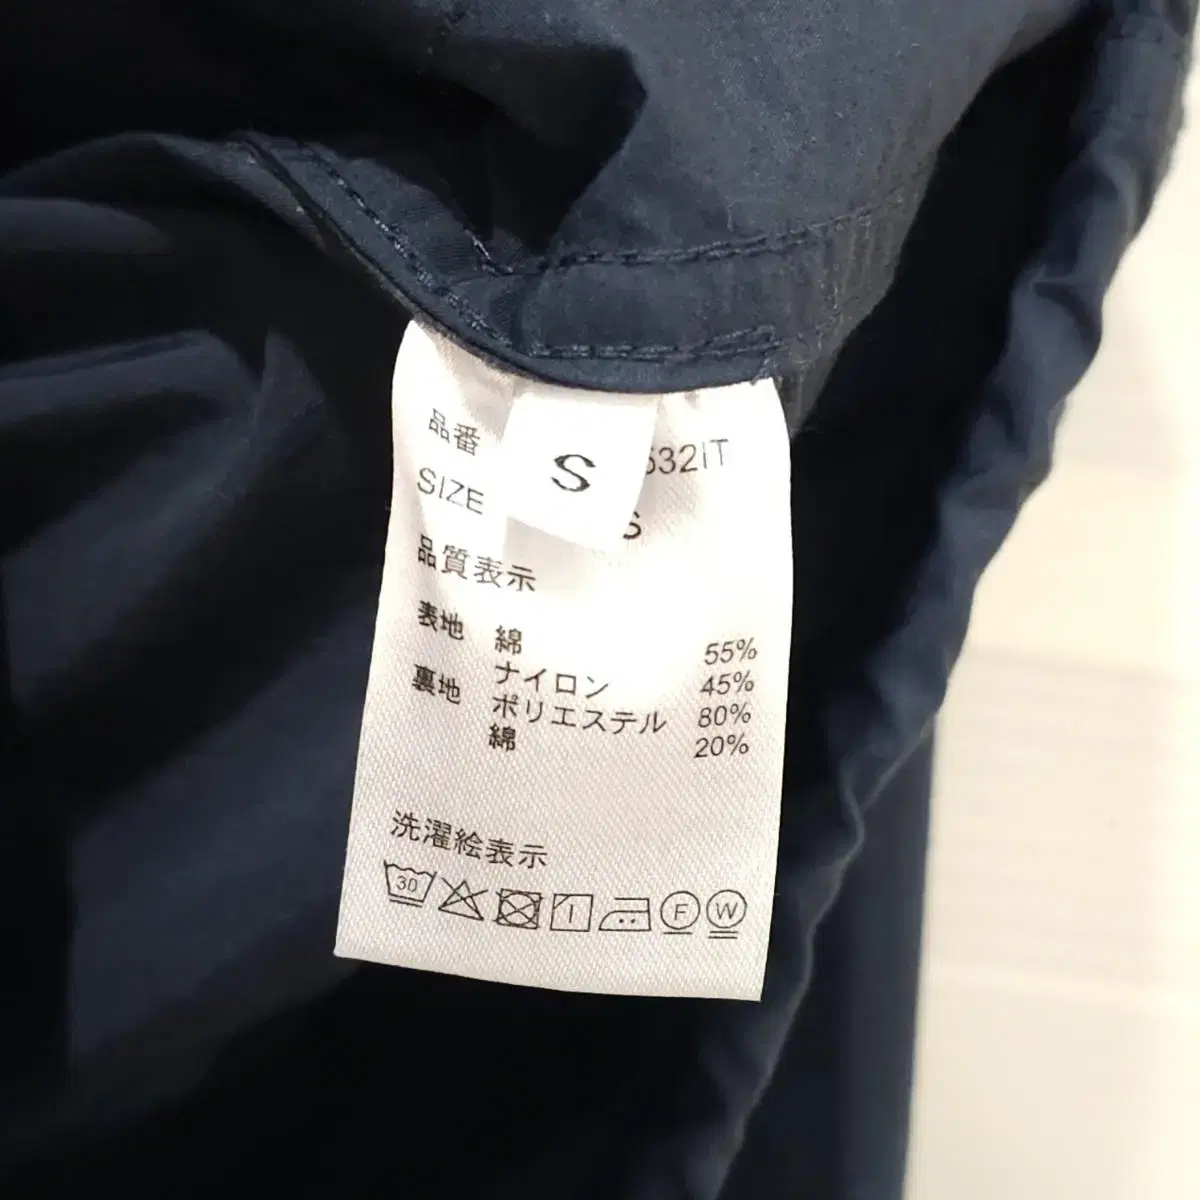 品番 532IT
S
SIZE S
品質表示
表地 綿 55%
ナイロン 45%
裏地 ポリエステル 80%
綿 20%
洗濯絵表示
30 F W